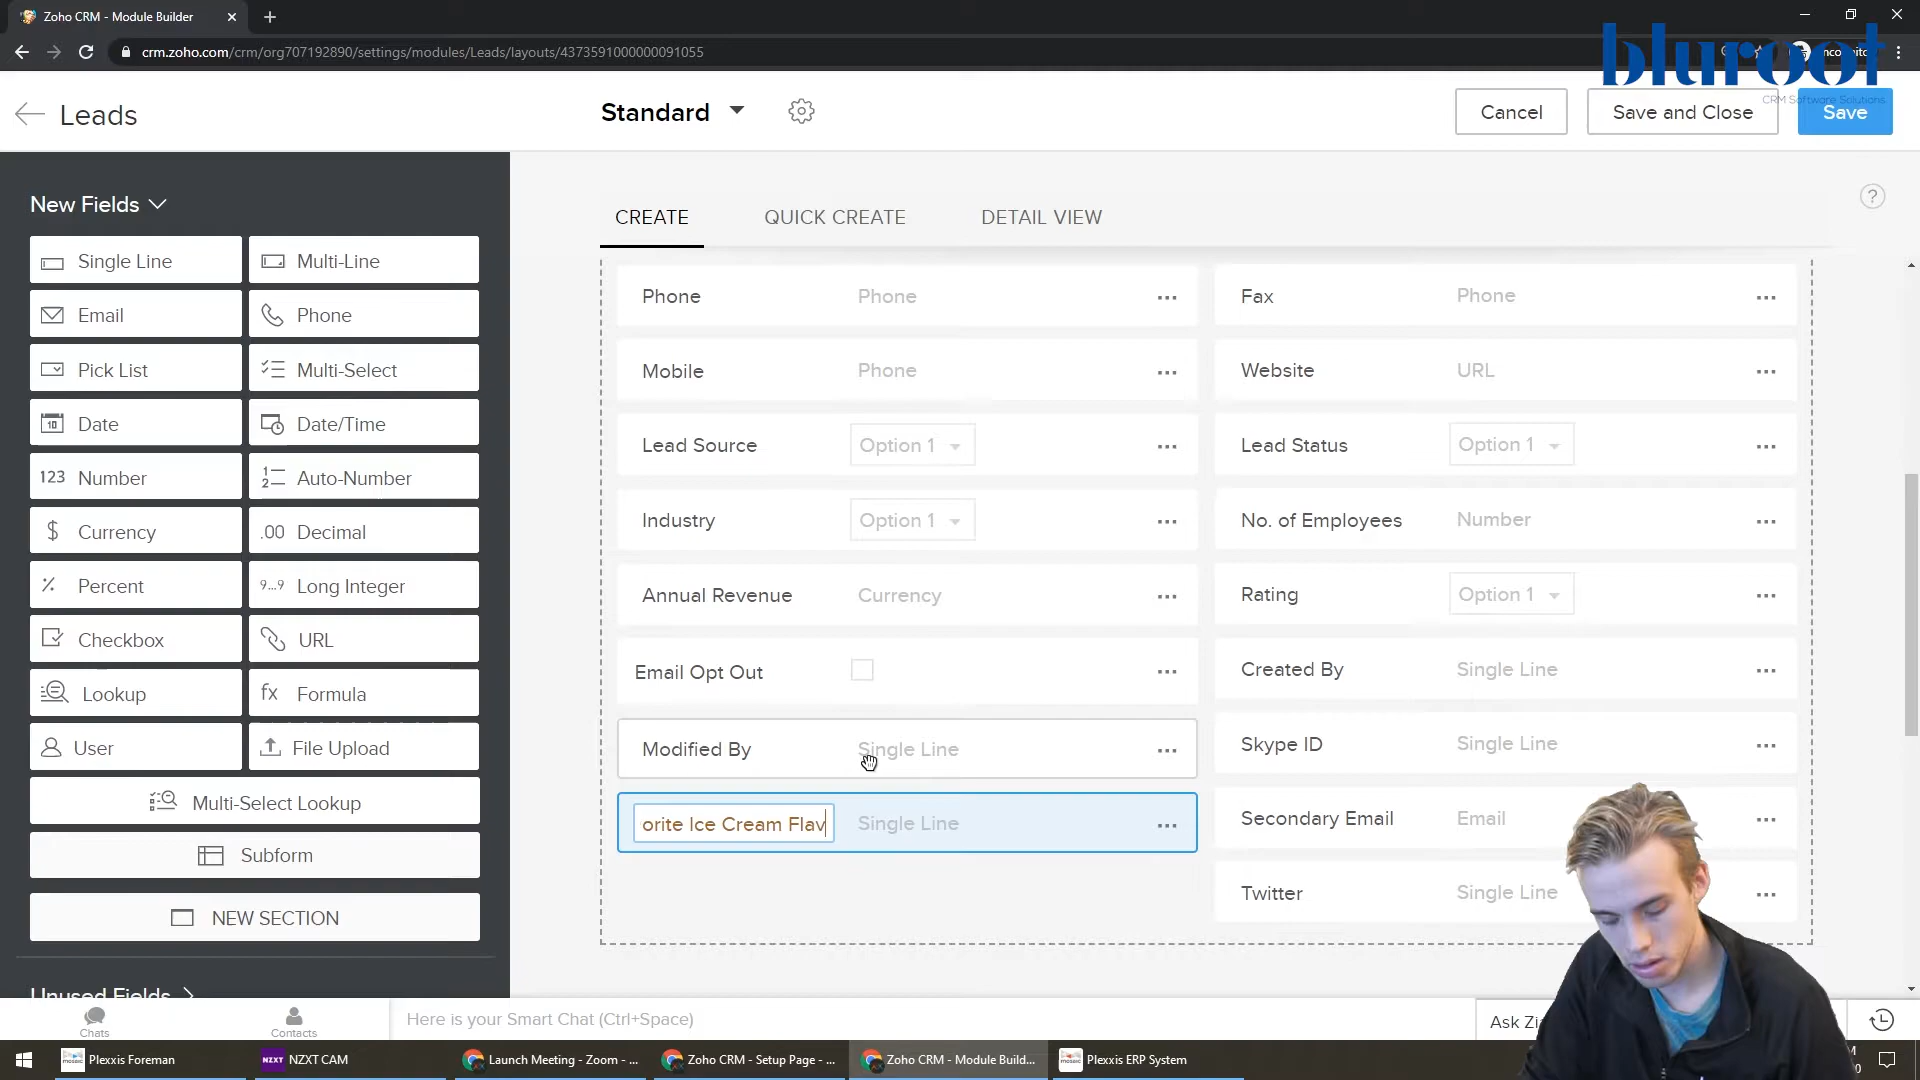 Zoho CRM - Module Builder
crm.zoho.com/crm/org707192890/settings/modules/Leads/layouts/4373591000000091055
bluroot
CRM Software Solutions
Leads
Standard
Cancel
Save and Close
Save
New Fields
Single Line
Multi-Line
Email
Phone
Pick List
Multi-Select
Date
Date/Time
Number
Auto-Number
Currency
Decimal
Percent
Long Integer
Checkbox
URL
Lookup
Formula
User
File Upload
Multi-Select Lookup
Subform
NEW SECTION
Unused Fields
CREATE
QUICK CREATE
DETAIL VIEW
Phone Phone
Fax Phone
Mobile Phone
Website URL
Lead Source Option 1
Lead Status Option 1
Industry Option 1
No. of Employees Number
Annual Revenue Currency
Rating Option 1
Email Opt Out
Created By Single Line
Modified By Single Line
Skype ID Single Line
orite Ice Cream Flav Single Line
Secondary Email Email
Twitter Single Line
Chats
Contacts
Here is your Smart Chat (Ctrl+Space)
Ask Zi
Plexxis Foreman
NZXT CAM
Launch Meeting - Zoom - ...
Zoho CRM - Setup Page - ...
Zoho CRM - Module Build...
Plexxis ERP System